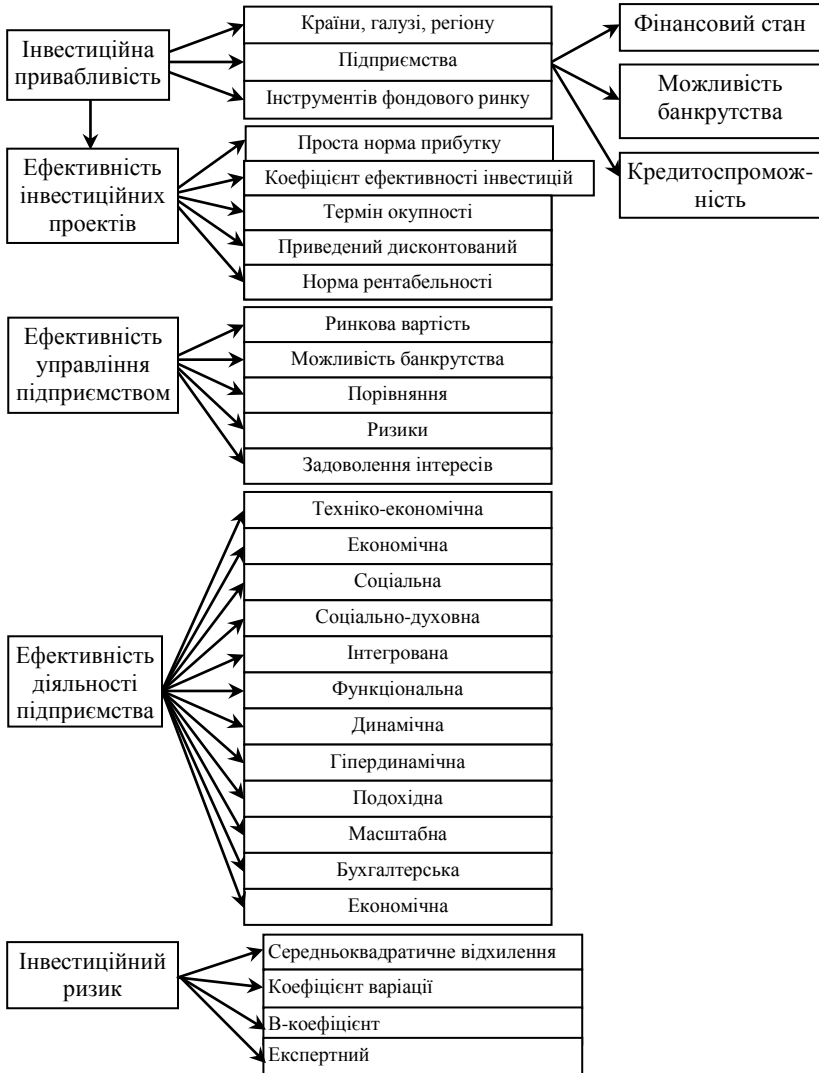 Інвестиційна
привабливість
Країни, галузі, регіону
Підприємства
Інструментів фондового ринку
Фінансовий стан
Можливість
банкрутства
Кредитоспромож-
ність
Ефективність
інвестиційних
проектів
Проста норма прибутку
Коефіцієнт ефективності інвестицій
Термін окупності
Приведений дисконтований
Норма рентабельності
Ефективність
управління
підприємством
Ринкова вартість
Можливість банкрутства
Порівняння
Ризики
Задоволення інтересів
Ефективність
діяльності
підприємства
Техніко-економічна
Економічна
Соціальна
Соціально-духовна
Інтегрована
Функціональна
Динамічна
Гіпердинамічна
Подохідна
Масштабна
Бухгалтерська
Економічна
Інвестиційний
ризик
Середньоквадратичне відхилення
Коефіцієнт варіації
В-коефіцієнт
Експертний